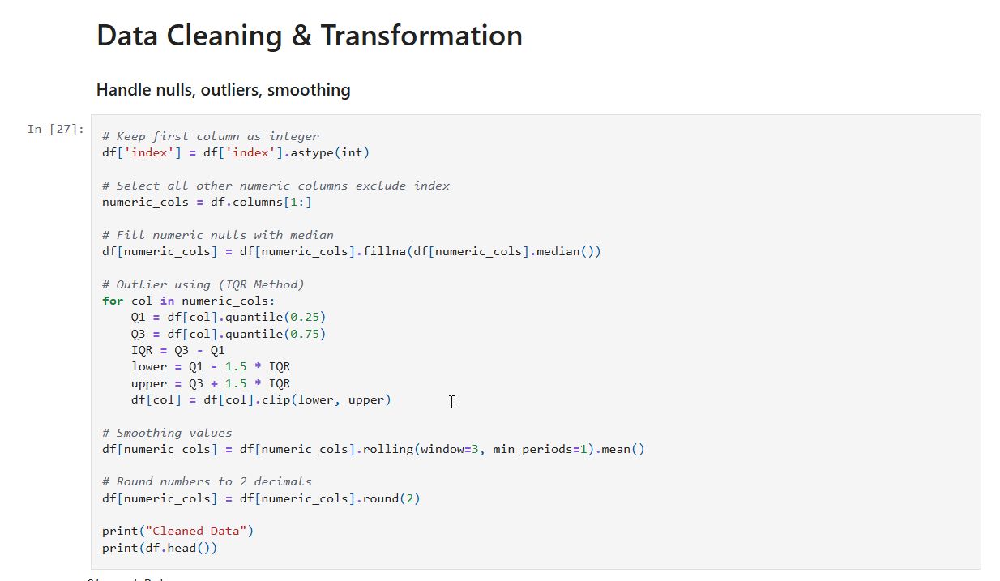 Data Cleaning & Transformation
Handle nulls, outliers, smoothing
In [27]:
# Keep first column as integer
df['index'] = df['index'].astype(int)
# Select all other numeric columns exclude index
numeric_cols = df.columns[1:]
# Fill numeric nulls with median
df[numeric_cols] = df[numeric_cols].fillna(df[numeric_cols].median())
# Outlier using (IQR Method)
for col in numeric_cols:
    Q1 = df[col].quantile(0.25)
    Q3 = df[col].quantile(0.75)
    IQR = Q3 - Q1
    lower = Q1 - 1.5 * IQR
    upper = Q3 + 1.5 * IQR
    df[col] = df[col].clip(lower, upper)
# Smoothing values
df[numeric_cols] = df[numeric_cols].rolling(window=3, min_periods=1).mean()
# Round numbers to 2 decimals
df[numeric_cols] = df[numeric_cols].round(2)
print("Cleaned Data")
print(df.head())